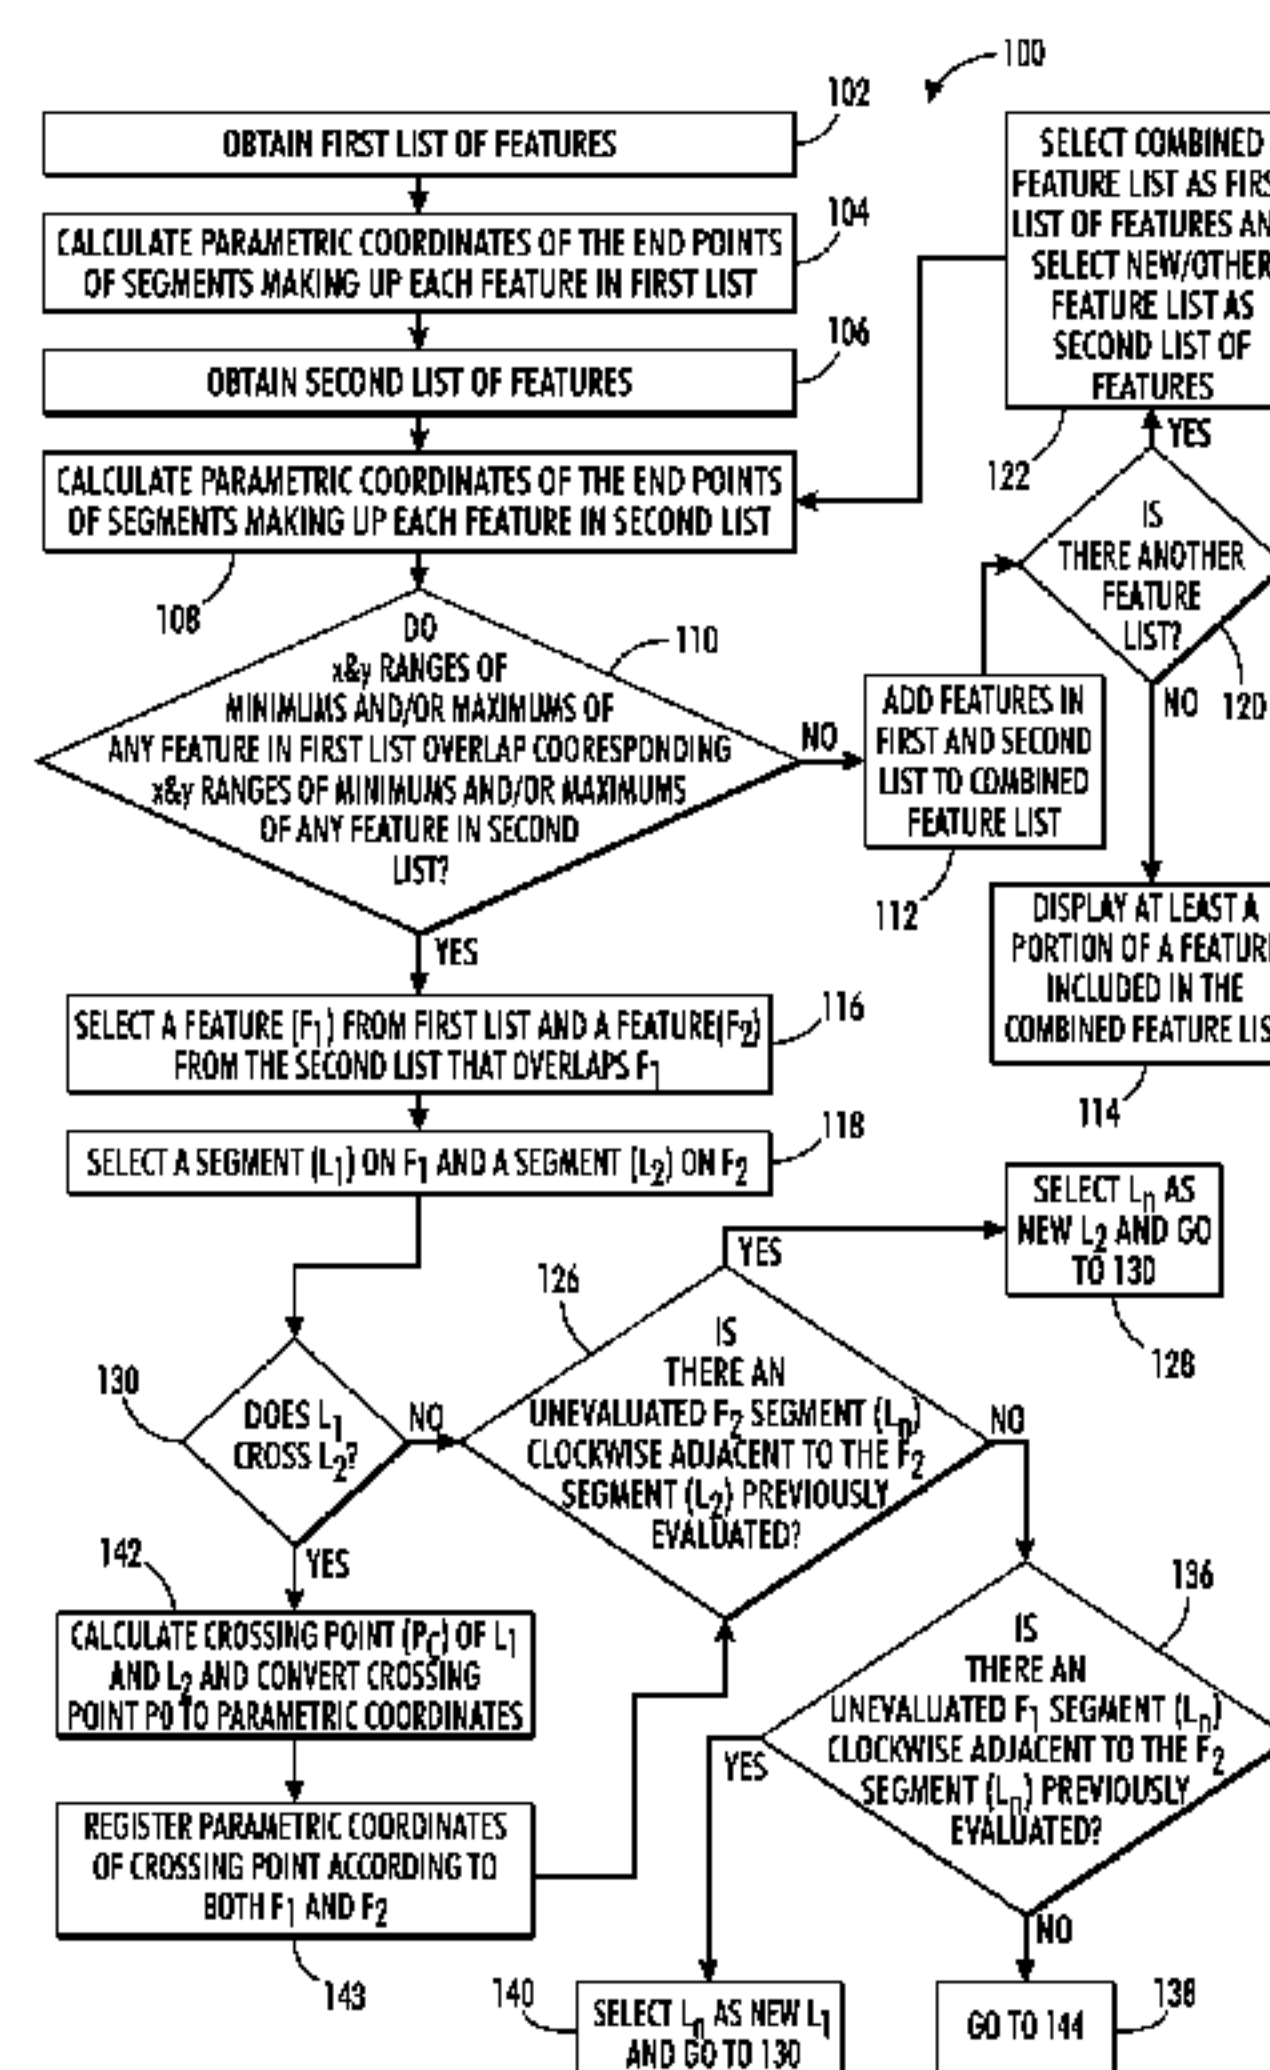 100
102
OBTAIN FIRST LIST OF FEATURES
104
CALCULATE PARAMETRIC COORDINATES OF THE END POINTS
OF SEGMENTS MAKING UP EACH FEATURE IN FIRST LIST
106
OBTAIN SECOND LIST OF FEATURES
CALCULATE PARAMETRIC COORDINATES OF THE END POINTS
OF SEGMENTS MAKING UP EACH FEATURE IN SECOND LIST
108
SELECT COMBINED
FEATURE LIST AS FIRS
LIST OF FEATURES AN
SELECT NEW/OTHER
FEATURE LIST AS
SECOND LIST OF
FEATURES
122
YES
IS
THERE ANOTHER
FEATURE
LIST?
120
NO
DO
x&y RANGES OF
MINIMUMS AND/OR MAXIMUMS OF
ANY FEATURE IN FIRST LIST OVERLAP COORESPONDING
x&y RANGES OF MINIMUMS AND/OR MAXIMUMS
OF ANY FEATURE IN SECOND
LIST?
110
NO
YES
ADD FEATURES IN
FIRST AND SECOND
LIST TO COMBINED
FEATURE LIST
112
DISPLAY AT LEAST A
PORTION OF A FEATUR
INCLUDED IN THE
COMBINED FEATURE LIS
114
116
SELECT A FEATURE (F1) FROM FIRST LIST AND A FEATURE(F2)
FROM THE SECOND LIST THAT OVERLAPS F1
118
SELECT A SEGMENT (L1) ON F1 AND A SEGMENT (L2) ON F2
SELECT Ln AS
NEW L2 AND GO
TO 130
128
126
YES
IS
THERE AN
UNEVALUATED F2 SEGMENT (Ln)
CLOCKWISE ADJACENT TO THE F2
SEGMENT (L2) PREVIOUSLY
EVALUATED?
NO
130
DOES L1
CROSS L2?
NO
YES
142
CALCULATE CROSSING POINT (PC) OF L1
AND L2 AND CONVERT CROSSING
POINT P0 TO PARAMETRIC COORDINATES
REGISTER PARAMETRIC COORDINATES
OF CROSSING POINT ACCORDING TO
BOTH F1 AND F2
143
136
IS
THERE AN
UNEVALUATED F1 SEGMENT (Ln)
CLOCKWISE ADJACENT TO THE F2
SEGMENT (Ln) PREVIOUSLY
EVALUATED?
YES
NO
140
SELECT Ln AS NEW L1
AND GO TO 130
138
GO TO 144